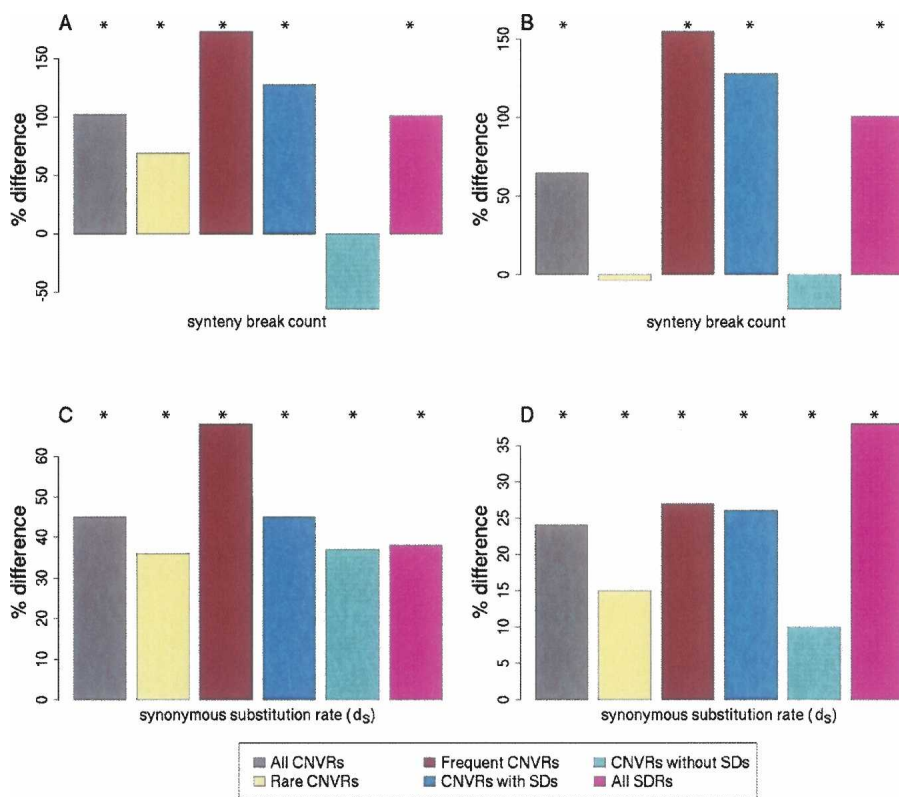 A * * * * *
B * * * *
% difference
-50 0 50 100 150
% difference
0 50 100 150
synteny break count
synteny break count
C * * * * * *
D * * * * * *
% difference
0 10 20 30 40 50 60
% difference
0 5 10 15 20 25 30 35
synonymous substitution rate (dS)
synonymous substitution rate (dS)
All CNVRs Frequent CNVRs CNVRs without SDs
Rare CNVRs CNVRs with SDs All SDRs